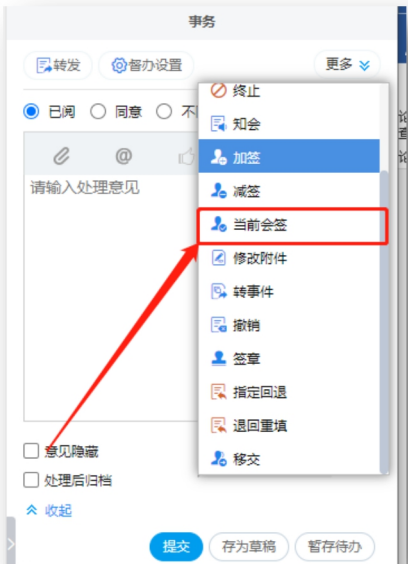 事务
转发 督办设置 更多
已阅 同意 不
@
请输入处理意见
终止
知会
加签
减签
当前会签
修改附件
转事件
撤销
签章
指定回退
退回重填
移交
意见隐藏
处理后归档
收起
提交 存为草稿 暂存待办